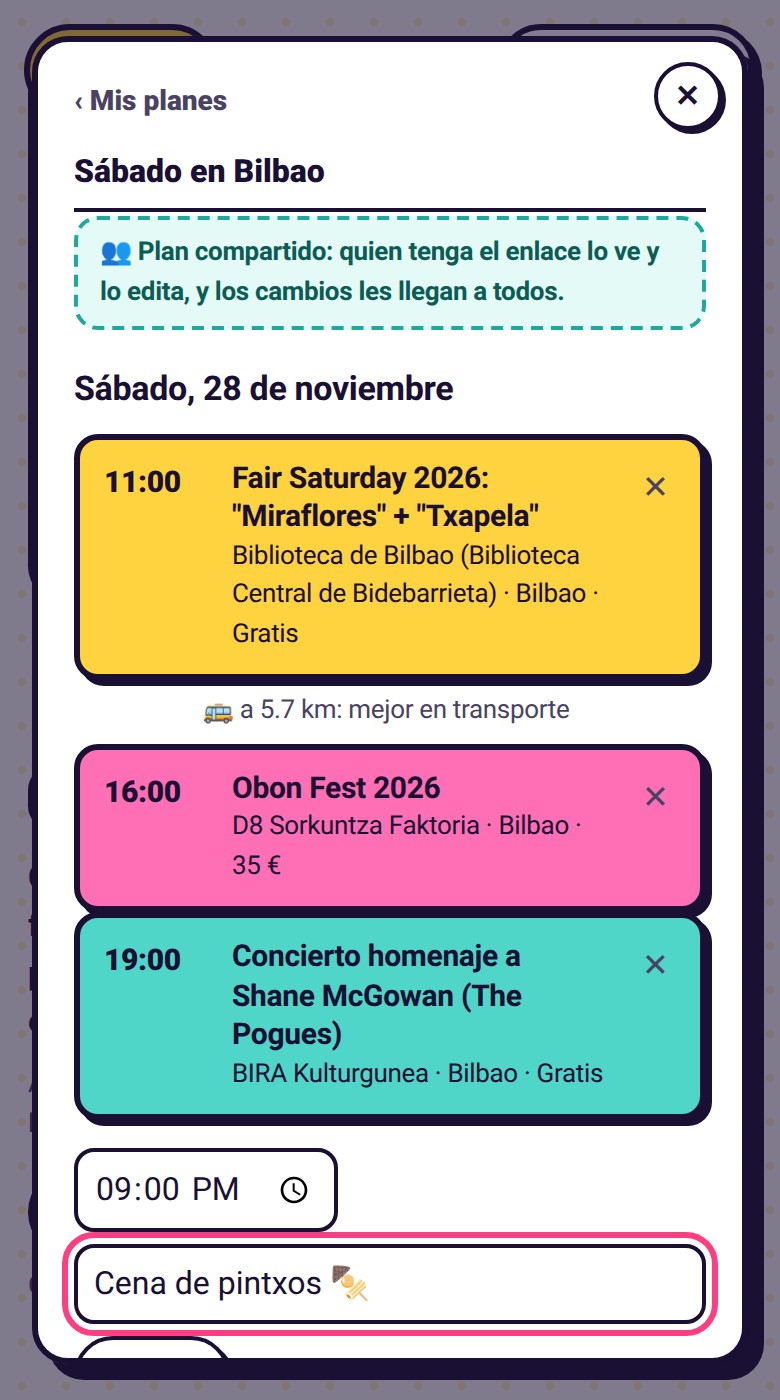 ‹ Mis planes
✕
Sábado en Bilbao
👥 Plan compartido: quien tenga el enlace lo ve y
lo edita, y los cambios les llegan a todos.
Sábado, 28 de noviembre
11:00
Fair Saturday 2026:
"Miraflores" + "Txapela"
Biblioteca de Bilbao (Biblioteca
Central de Bidebarrieta) · Bilbao ·
Gratis
✕
🚌 a 5.7 km: mejor en transporte
16:00
Obon Fest 2026
D8 Sorkuntza Faktoria · Bilbao ·
35 €
✕
19:00
Concierto homenaje a
Shane McGowan (The
Pogues)
BIRA Kulturgunea · Bilbao · Gratis
✕
09:00 PM
Cena de pintxos 🍢